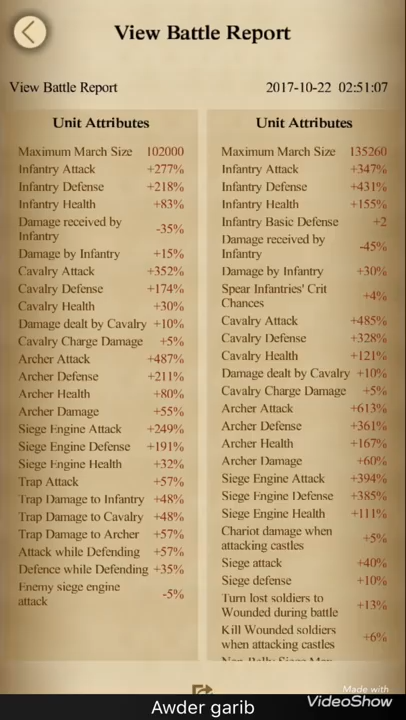 View Battle Report
View Battle Report 2017-10-22 02:51:07
Unit Attributes
Maximum March Size 102000
Infantry Attack +277%
Infantry Defense +218%
Infantry Health +83%
Damage received by
Infantry -35%
Damage by Infantry +15%
Cavalry Attack +352%
Cavalry Defense +174%
Cavalry Health +30%
Damage dealt by Cavalry +10%
Cavalry Charge Damage +5%
Archer Attack +487%
Archer Defense +211%
Archer Health +80%
Archer Damage +55%
Siege Engine Attack +249%
Siege Engine Defense +191%
Siege Engine Health +32%
Trap Attack +57%
Trap Damage to Infantry +48%
Trap Damage to Cavalry +48%
Trap Damage to Archer +57%
Attack while Defending +57%
Defence while Defending +35%
Enemy siege engine
attack -5%
Unit Attributes
Maximum March Size 135260
Infantry Attack +347%
Infantry Defense +431%
Infantry Health +155%
Infantry Basic Defense +2
Damage received by
Infantry -45%
Damage by Infantry +30%
Spear Infantries' Crit
Chances +4%
Cavalry Attack +485%
Cavalry Defense +328%
Cavalry Health +121%
Damage dealt by Cavalry +10%
Cavalry Charge Damage +5%
Archer Attack +613%
Archer Defense +361%
Archer Health +167%
Archer Damage +60%
Siege Engine Attack +394%
Siege Engine Defense +385%
Siege Engine Health +111%
Chariot damage when
attacking castles +5%
Siege attack +40%
Siege defense +10%
Turn lost soldiers to
Wounded during battle +13%
Kill Wounded soldiers
when attacking castles +6%
Made with
VideoShow
Awder garib